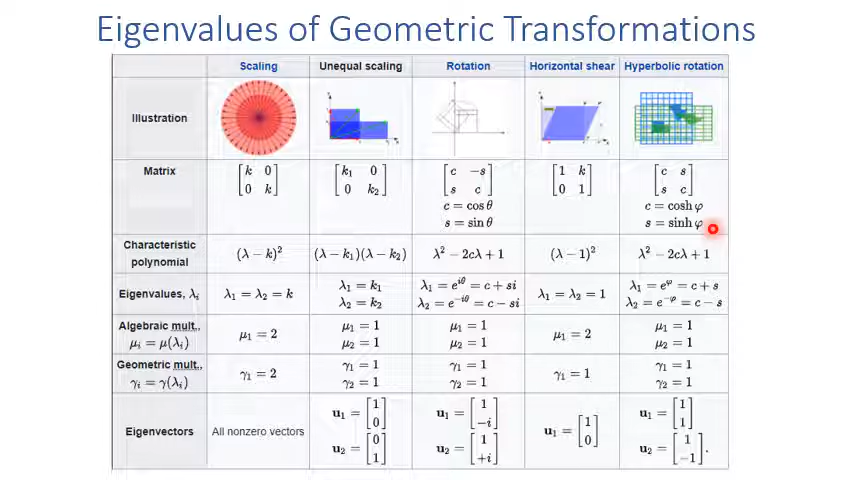 Eigenvalues of Geometric Transformations
Scaling Unequal scaling Rotation Horizontal shear Hyperbolic rotation
Illustration
Matrix
[k 0; 0 k] [k₁ 0; 0 k₂] [c −s; s c] [1 k; 0 1] [c s; s c]
c = cos θ c = cosh φ
s = sin θ s = sinh φ
Characteristic polynomial (λ − k)² (λ − k₁)(λ − k₂) λ² − 2cλ + 1 (λ − 1)² λ² − 2cλ + 1
Eigenvalues, λᵢ λ₁ = λ₂ = k λ₁ = k₁ λ₁ = e^{iθ} = c + si λ₁ = λ₂ = 1 λ₁ = e^{φ} = c + s
λ₂ = k₂ λ₂ = e^{−iθ} = c − si λ₂ = e^{−φ} = c − s
Algebraic mult., μ₁ = 1 μ₁ = 1 μ₁ = 1
μᵢ = μ(λᵢ) μ₁ = 2 μ₂ = 1 μ₂ = 1 μ₁ = 2 μ₂ = 1
Geometric mult., γ₁ = 1 γ₁ = 1 γ₁ = 1
γᵢ = γ(λᵢ) γ₁ = 2 γ₂ = 1 γ₂ = 1 γ₁ = 1 γ₂ = 1
Eigenvectors All nonzero vectors u₁ = [1; 0] u₁ = [1; −i] u₁ = [1; 0] u₁ = [1; 1]
u₂ = [0; 1] u₂ = [1; +i] u₂ = [1; −1].